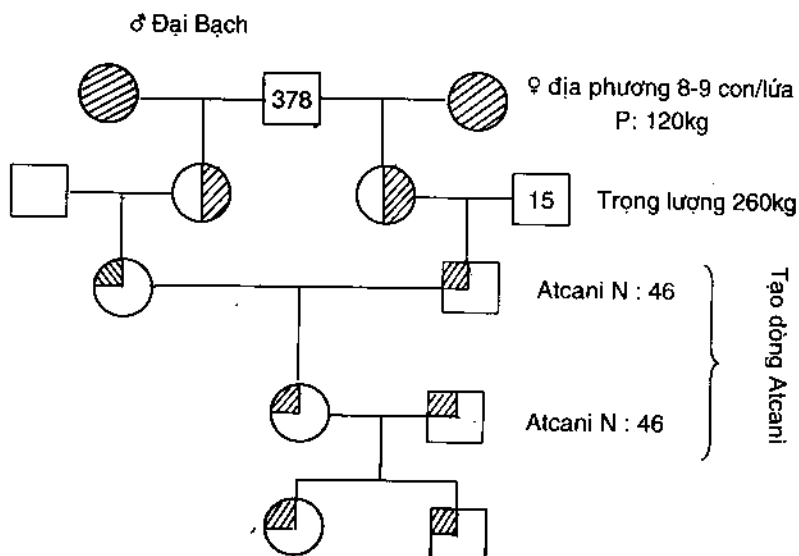 ♂ Đại Bạch
378
♀ địa phương 8-9 con/lứa
P: 120kg
15
Trọng lượng 260kg
Atcani N : 46
Atcani N : 46
Tạo dòng Atcani